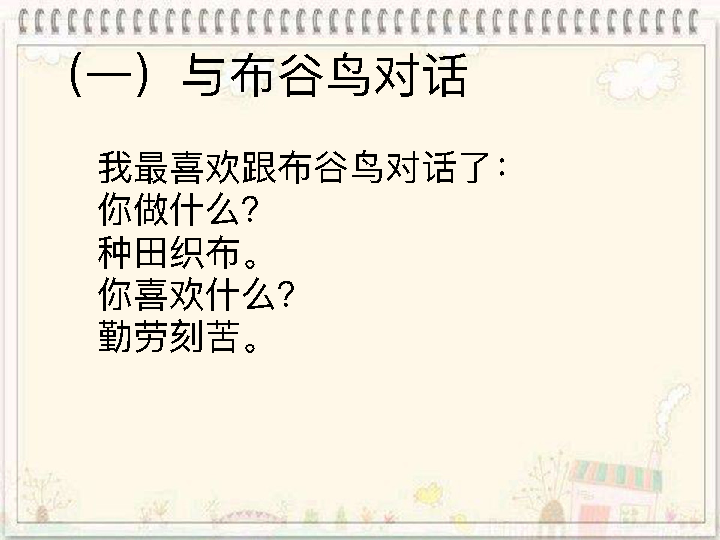 （一）与布谷鸟对话
我最喜欢跟布谷鸟对话了：
你做什么？
种田织布。
你喜欢什么？
勤劳刻苦。